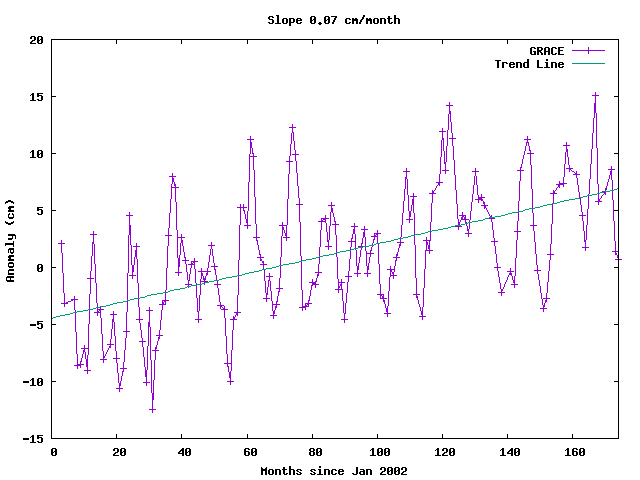 Slope 0.07 cm/month
GRACE
Trend Line
20
15
10
5
0
-5
-10
-15
Anomaly (cm)
0 20 40 60 80 100 120 140 160
Months since Jan 2002